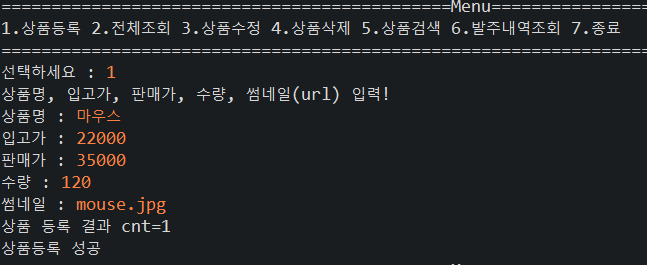 =============================================Menu=================
1.상품등록 2.전체조회 3.상품수정 4.상품삭제 5.상품검색 6.발주내역조회 7.종료
==================================================================
선택하세요 : 1
상품명, 입고가, 판매가, 수량, 썸네일(url) 입력!
상품명 : 마우스
입고가 : 22000
판매가 : 35000
수량 : 120
썸네일 : mouse.jpg
상품 등록 결과 cnt=1
상품등록 성공